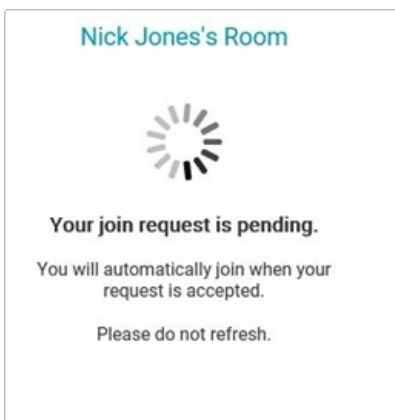 Nick Jones's Room
Your join request is pending.
You will automatically join when your
request is accepted.
Please do not refresh.